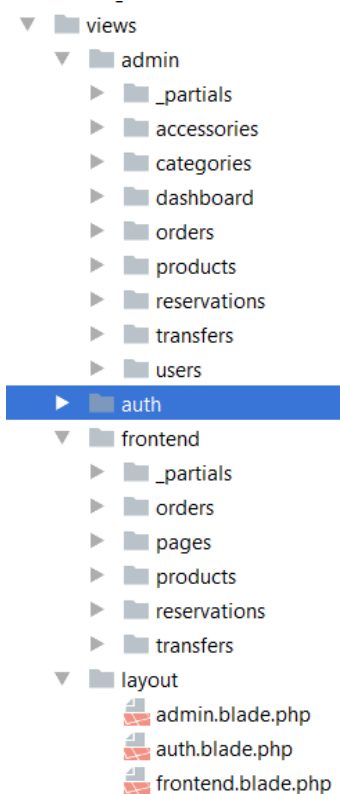 views
admin
_partials
accessories
categories
dashboard
orders
products
reservations
transfers
users
auth
frontend
_partials
orders
pages
products
reservations
transfers
layout
admin.blade.php
auth.blade.php
frontend.blade.php